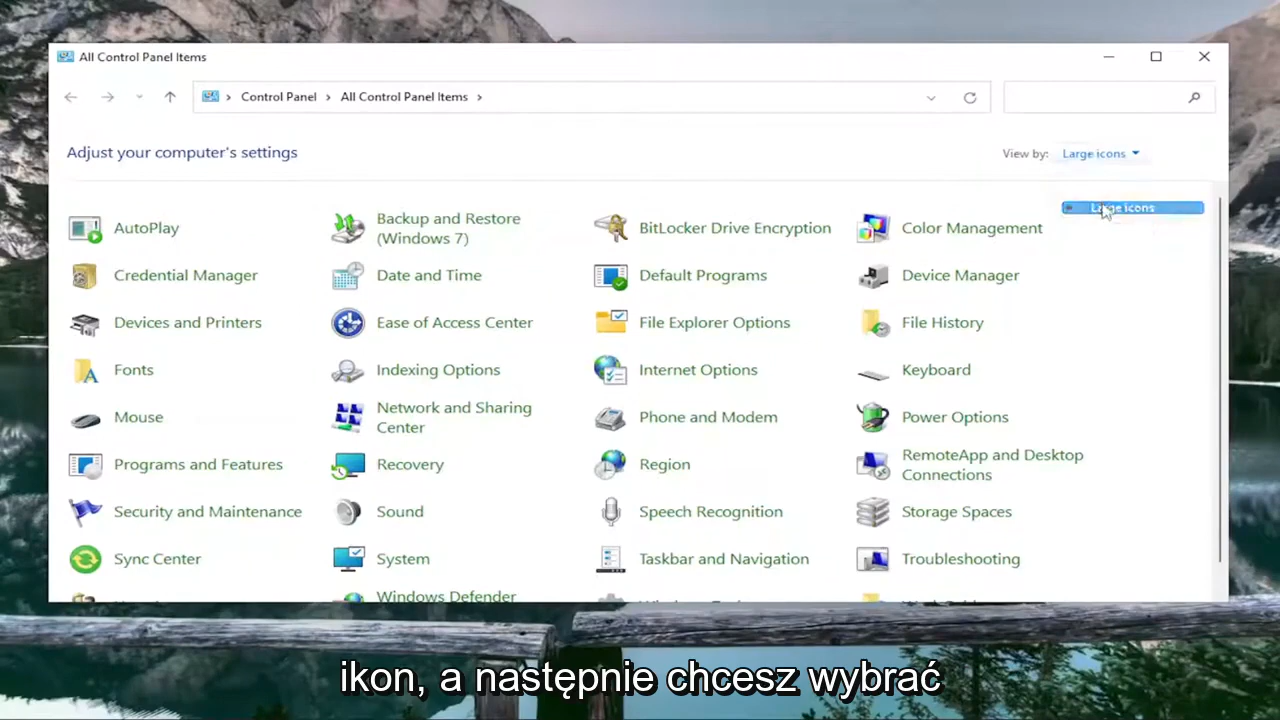 All Control Panel Items
Control Panel
All Control Panel Items
Adjust your computer's settings
View by:
Large icons
Large icons
AutoPlay
Backup and Restore
(Windows 7)
BitLocker Drive Encryption
Color Management
Credential Manager
Date and Time
Default Programs
Device Manager
Devices and Printers
Ease of Access Center
File Explorer Options
File History
Fonts
Indexing Options
Internet Options
Keyboard
Mouse
Network and Sharing
Center
Phone and Modem
Power Options
Programs and Features
Recovery
Region
RemoteApp and Desktop
Connections
Security and Maintenance
Sound
Speech Recognition
Storage Spaces
Sync Center
System
Taskbar and Navigation
Troubleshooting
Windows Defender
ikon, a następnie chcesz wybrać